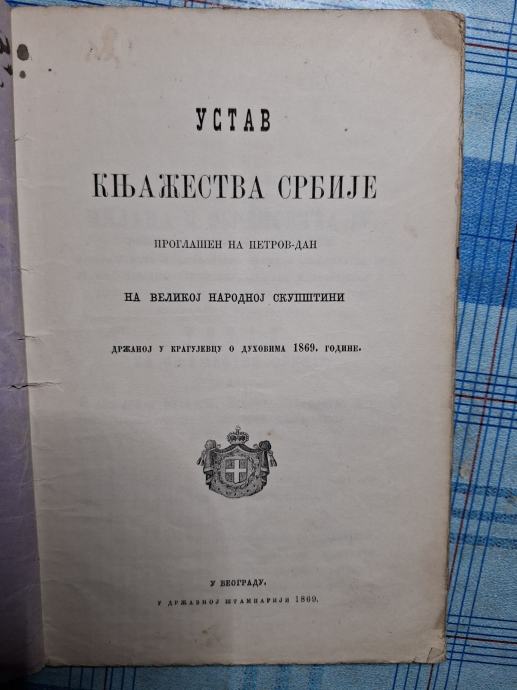 УСТАВ
КЊАЖЕСТВА СРБИЈЕ
ПРОГЛАШЕН НА ПЕТРОВ-ДАН
НА ВЕЛИКОЈ НАРОДНОЈ СКУПШТИНИ
ДРЖАНОЈ У КРАГУЈЕВЦУ О ДУХОВИМА 1869. ГОДИНЕ.
У БЕОГРАДУ,
У ДРЖАВНОЈ ШТАМПАРИЈИ 1869.